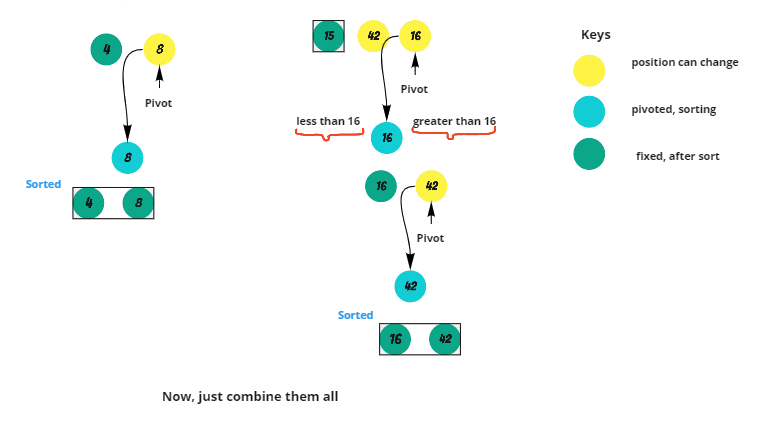 4
8
Pivot
8
Sorted
4
8
15
42
16
Pivot
less than 16
greater than 16
16
16
42
Pivot
42
Sorted
16
42
Keys
position can change
pivoted, sorting
fixed, after sort
Now, just combine them all